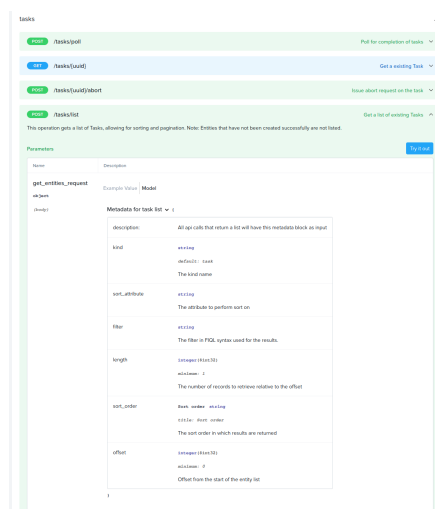 tasks
POST /tasks/poll Poll for completion of tasks
GET /tasks/{uuid} Get a existing Task
POST /tasks/{uuid}/abort Issue abort request on the task
POST /tasks/list Get a list of existing Tasks
This operation gets a list of Tasks, allowing for sorting and pagination. Note: Entities that have not been created successfully are not listed.
Parameters Try it out
Name Description
get_entities_request
object
(body)
Example Value Model
Metadata for task list {
description: All api calls that return a list will have this metadata block as input
kind string
default: task
The kind name
sort_attribute string
The attribute to perform sort on
filter string
The filter in FIQL syntax used for the results.
length integer(int32)
minimum: 1
The number of records to retrieve relative to the offset
sort_order Sort order string
title: Sort order
The sort order in which results are returned
offset integer(int32)
minimum: 0
Offset from the start of the entity list
}